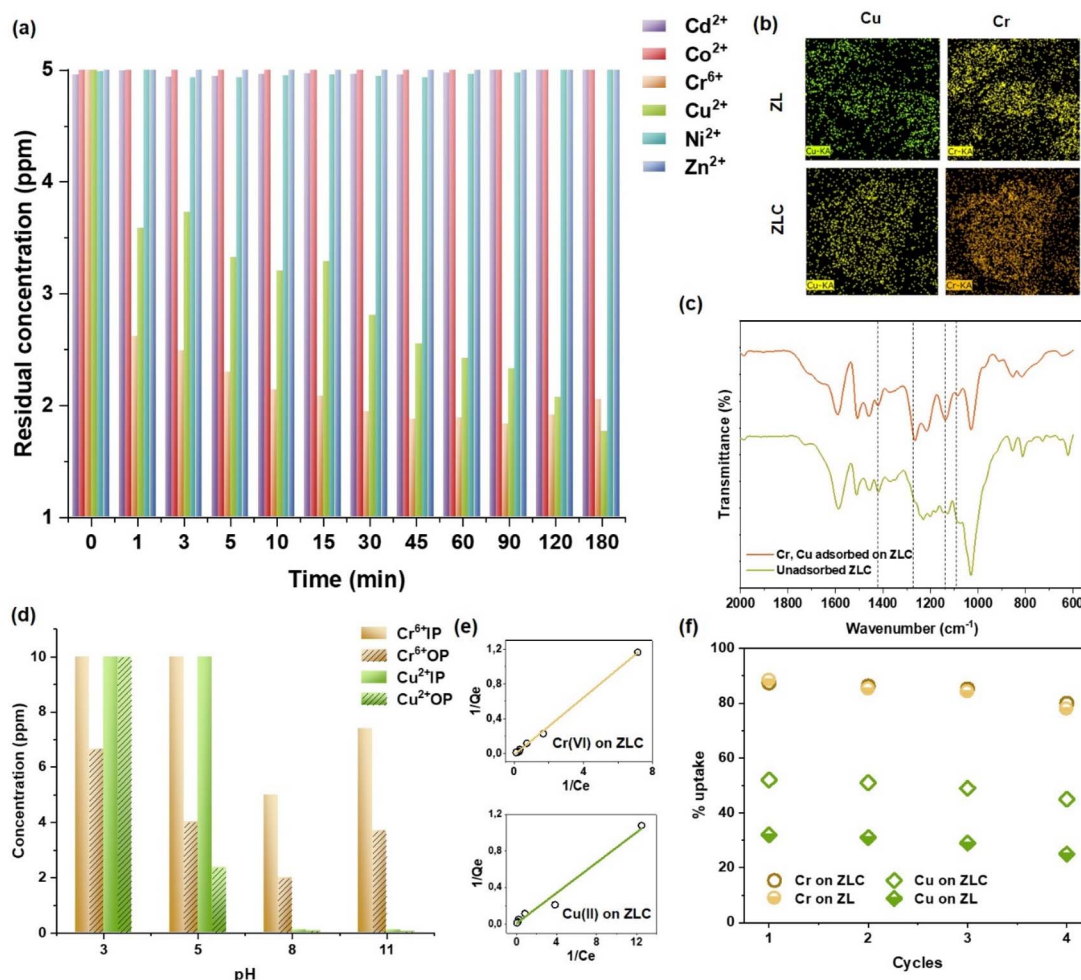 (a)
Cd²⁺
Co²⁺
Cr⁶⁺
Cu²⁺
Ni²⁺
Zn²⁺
Residual concentration (ppm)
5
4
3
2
1
0 1 3 5 10 15 30 45 60 90 120 180
Time (min)
(b)
Cu Cr
ZL
Cu-KA Cr-KA
ZLC
Cu-KA Cr-KA
(c)
Transmittance (%)
Cr, Cu adsorbed on ZLC
Unadsorbed ZLC
2000 1800 1600 1400 1200 1000 800 600
Wavenumber (cm⁻¹)
(d)
Cr⁶⁺IP
Cr⁶⁺OP
Cu²⁺IP
Cu²⁺OP
Concentration (ppm)
10
8
6
4
2
0
3 5 8 11
pH
(e)
1/Qe
1,2
0,8
0,4
0,0
Cr(VI) on ZLC
0 4 8
1/Ce
1/Qe
1,2
0,8
0,4
0,0
Cu(II) on ZLC
0 4 8 12
1/Ce
(f)
% uptake
100
80
60
40
20
0
Cr on ZLC Cu on ZLC
Cr on ZL Cu on ZL
1 2 3 4
Cycles